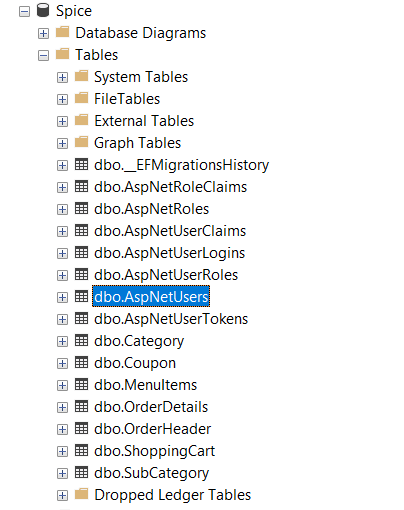 Spice
Database Diagrams
Tables
System Tables
FileTables
External Tables
Graph Tables
dbo.__EFMigrationsHistory
dbo.AspNetRoleClaims
dbo.AspNetRoles
dbo.AspNetUserClaims
dbo.AspNetUserLogins
dbo.AspNetUserRoles
dbo.AspNetUsers
dbo.AspNetUserTokens
dbo.Category
dbo.Coupon
dbo.MenuItems
dbo.OrderDetails
dbo.OrderHeader
dbo.ShoppingCart
dbo.SubCategory
Dropped Ledger Tables